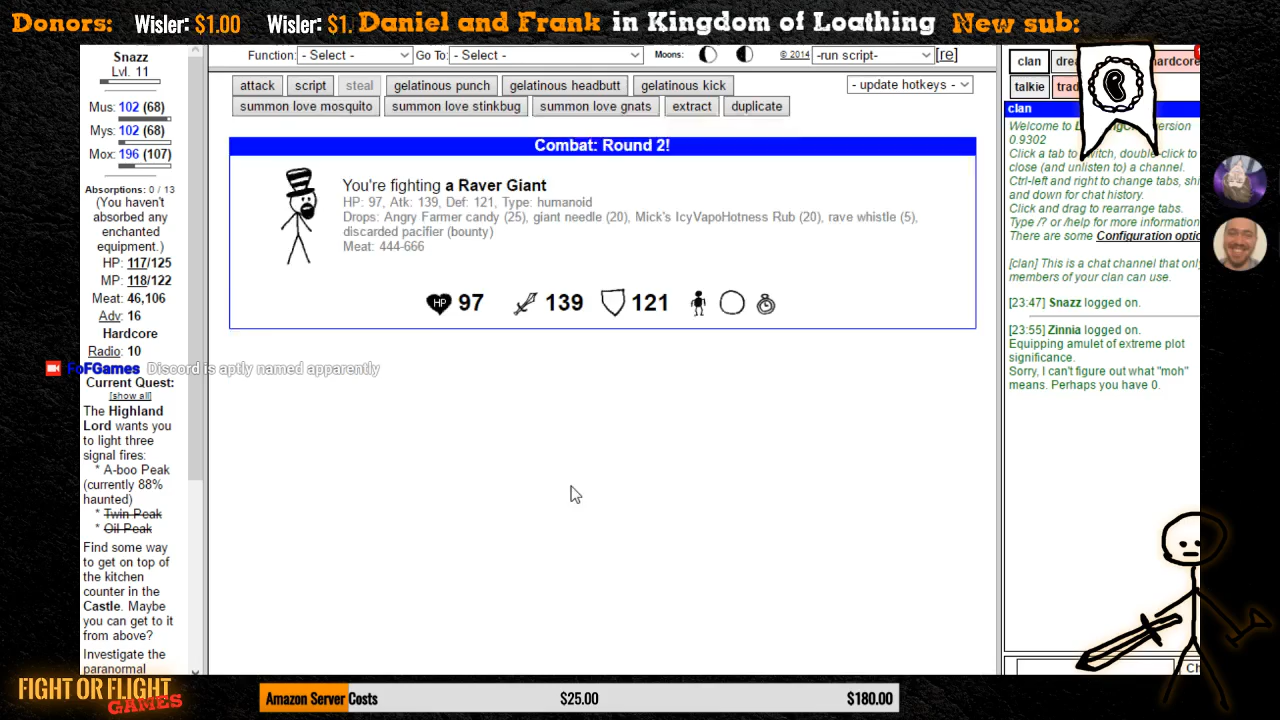 Donors: Wisler: $1.00 Wisler: $1. Daniel and Frank in Kingdom of Loathing New sub:
Snazz
Lvl. 11
Mus: 102 (68)
Mys: 102 (68)
Mox: 196 (107)
Absorptions: 0 / 13
(You haven't
absorbed any
enchanted
equipment.)
HP: 117/125
MP: 118/122
Meat: 46,106
Adv: 16
Hardcore
Radio: 10
FoFGames Discord is aptly named apparently
Current Quest:
[show all]
The Highland
Lord wants you
to light three
signal fires:
* A-boo Peak
(currently 88%
haunted)
* Twin Peak
* Oil Peak
Find some way
to get on top of
the kitchen
counter in the
Castle. Maybe
you can get to it
from above?
Investigate the
paranormal
Function: - Select - Go To: - Select - Moons: © 2014 -run script- [re]
attack script steal gelatinous punch gelatinous headbutt gelatinous kick - update hotkeys -
summon love mosquito summon love stinkbug summon love gnats extract duplicate
Combat: Round 2!
You're fighting a Raver Giant
HP: 97, Atk: 139, Def: 121, Type: humanoid
Drops: Angry Farmer candy (25), giant needle (20), Mick's IcyVapoHotness Rub (20), rave whistle (5),
discarded pacifier (bounty)
Meat: 444-666
HP 97 139 121
clan hardcore
talkie
clan
Welcome to
0.9302
Click a tab to
close (and unlisten to) a channel.
Ctrl-left and right to change tabs,
and down for chat history.
Click and drag to rearrange tabs.
Type /? or /help for more
There are some
[clan] This is a chat channel that
members of your clan can use.
[23:47] Snazz logged on.
[23:55] Zinnia logged on.
Equipping amulet of extreme plot
significance.
Sorry, I can't figure out what "moh"
means. Perhaps you have 0.
FIGHT OR FLIGHT
GAMES
Amazon Server Costs $25.00 $180.00